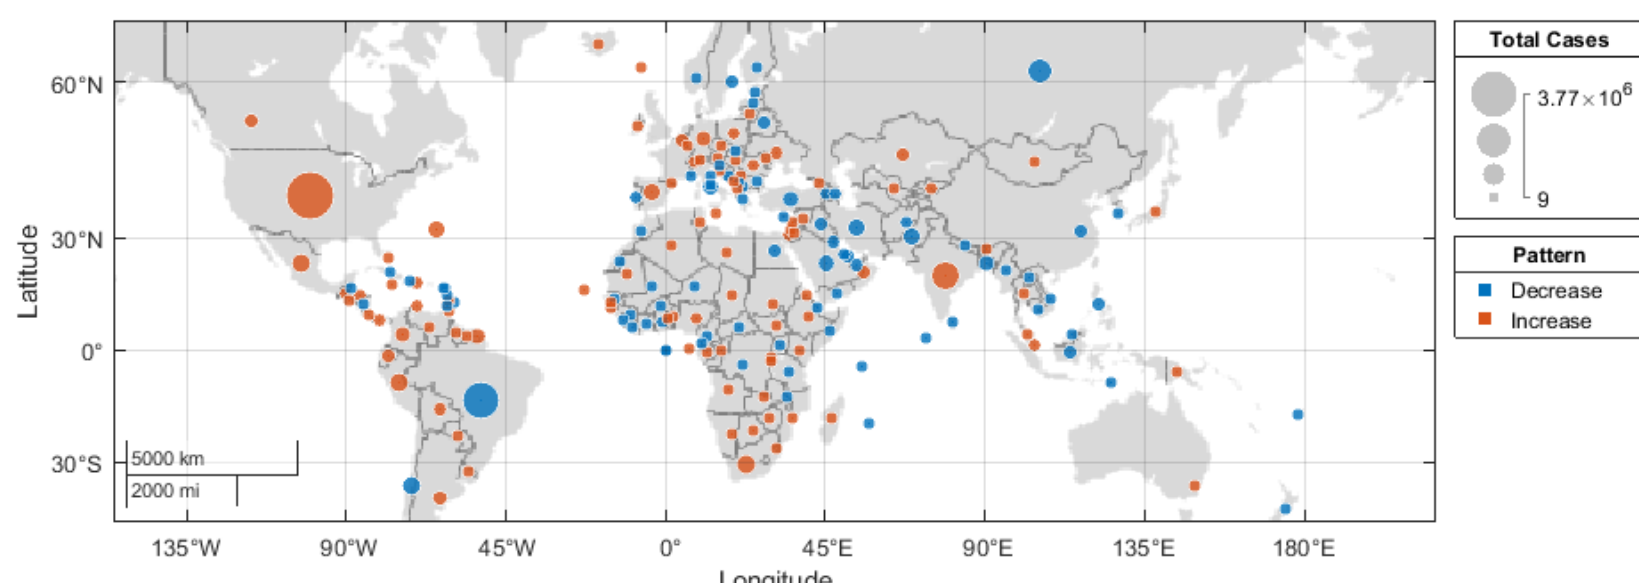 Total Cases
3.77×10⁶
9
Pattern
Decrease
Increase
Latitude
60°N
30°N
0°
30°S
5000 km
2000 mi
135°W
90°W
45°W
0°
45°E
90°E
135°E
180°E
Longitude